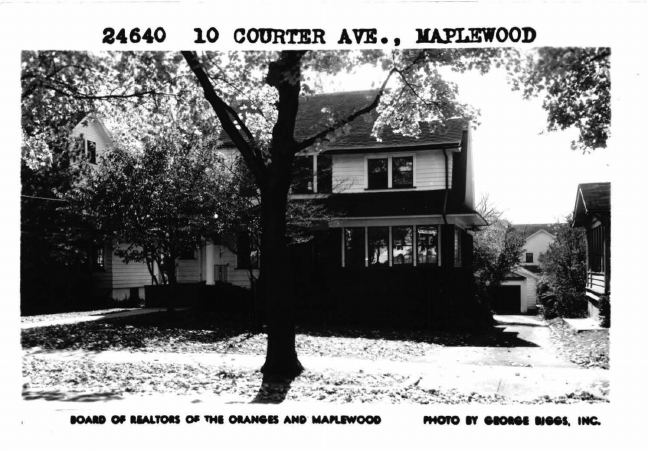 24640 10 COURTER AVE., MAPLEWOOD
BOARD OF REALTORS OF THE ORANGES AND MAPLEWOOD PHOTO BY GEORGE BIGGS, INC.